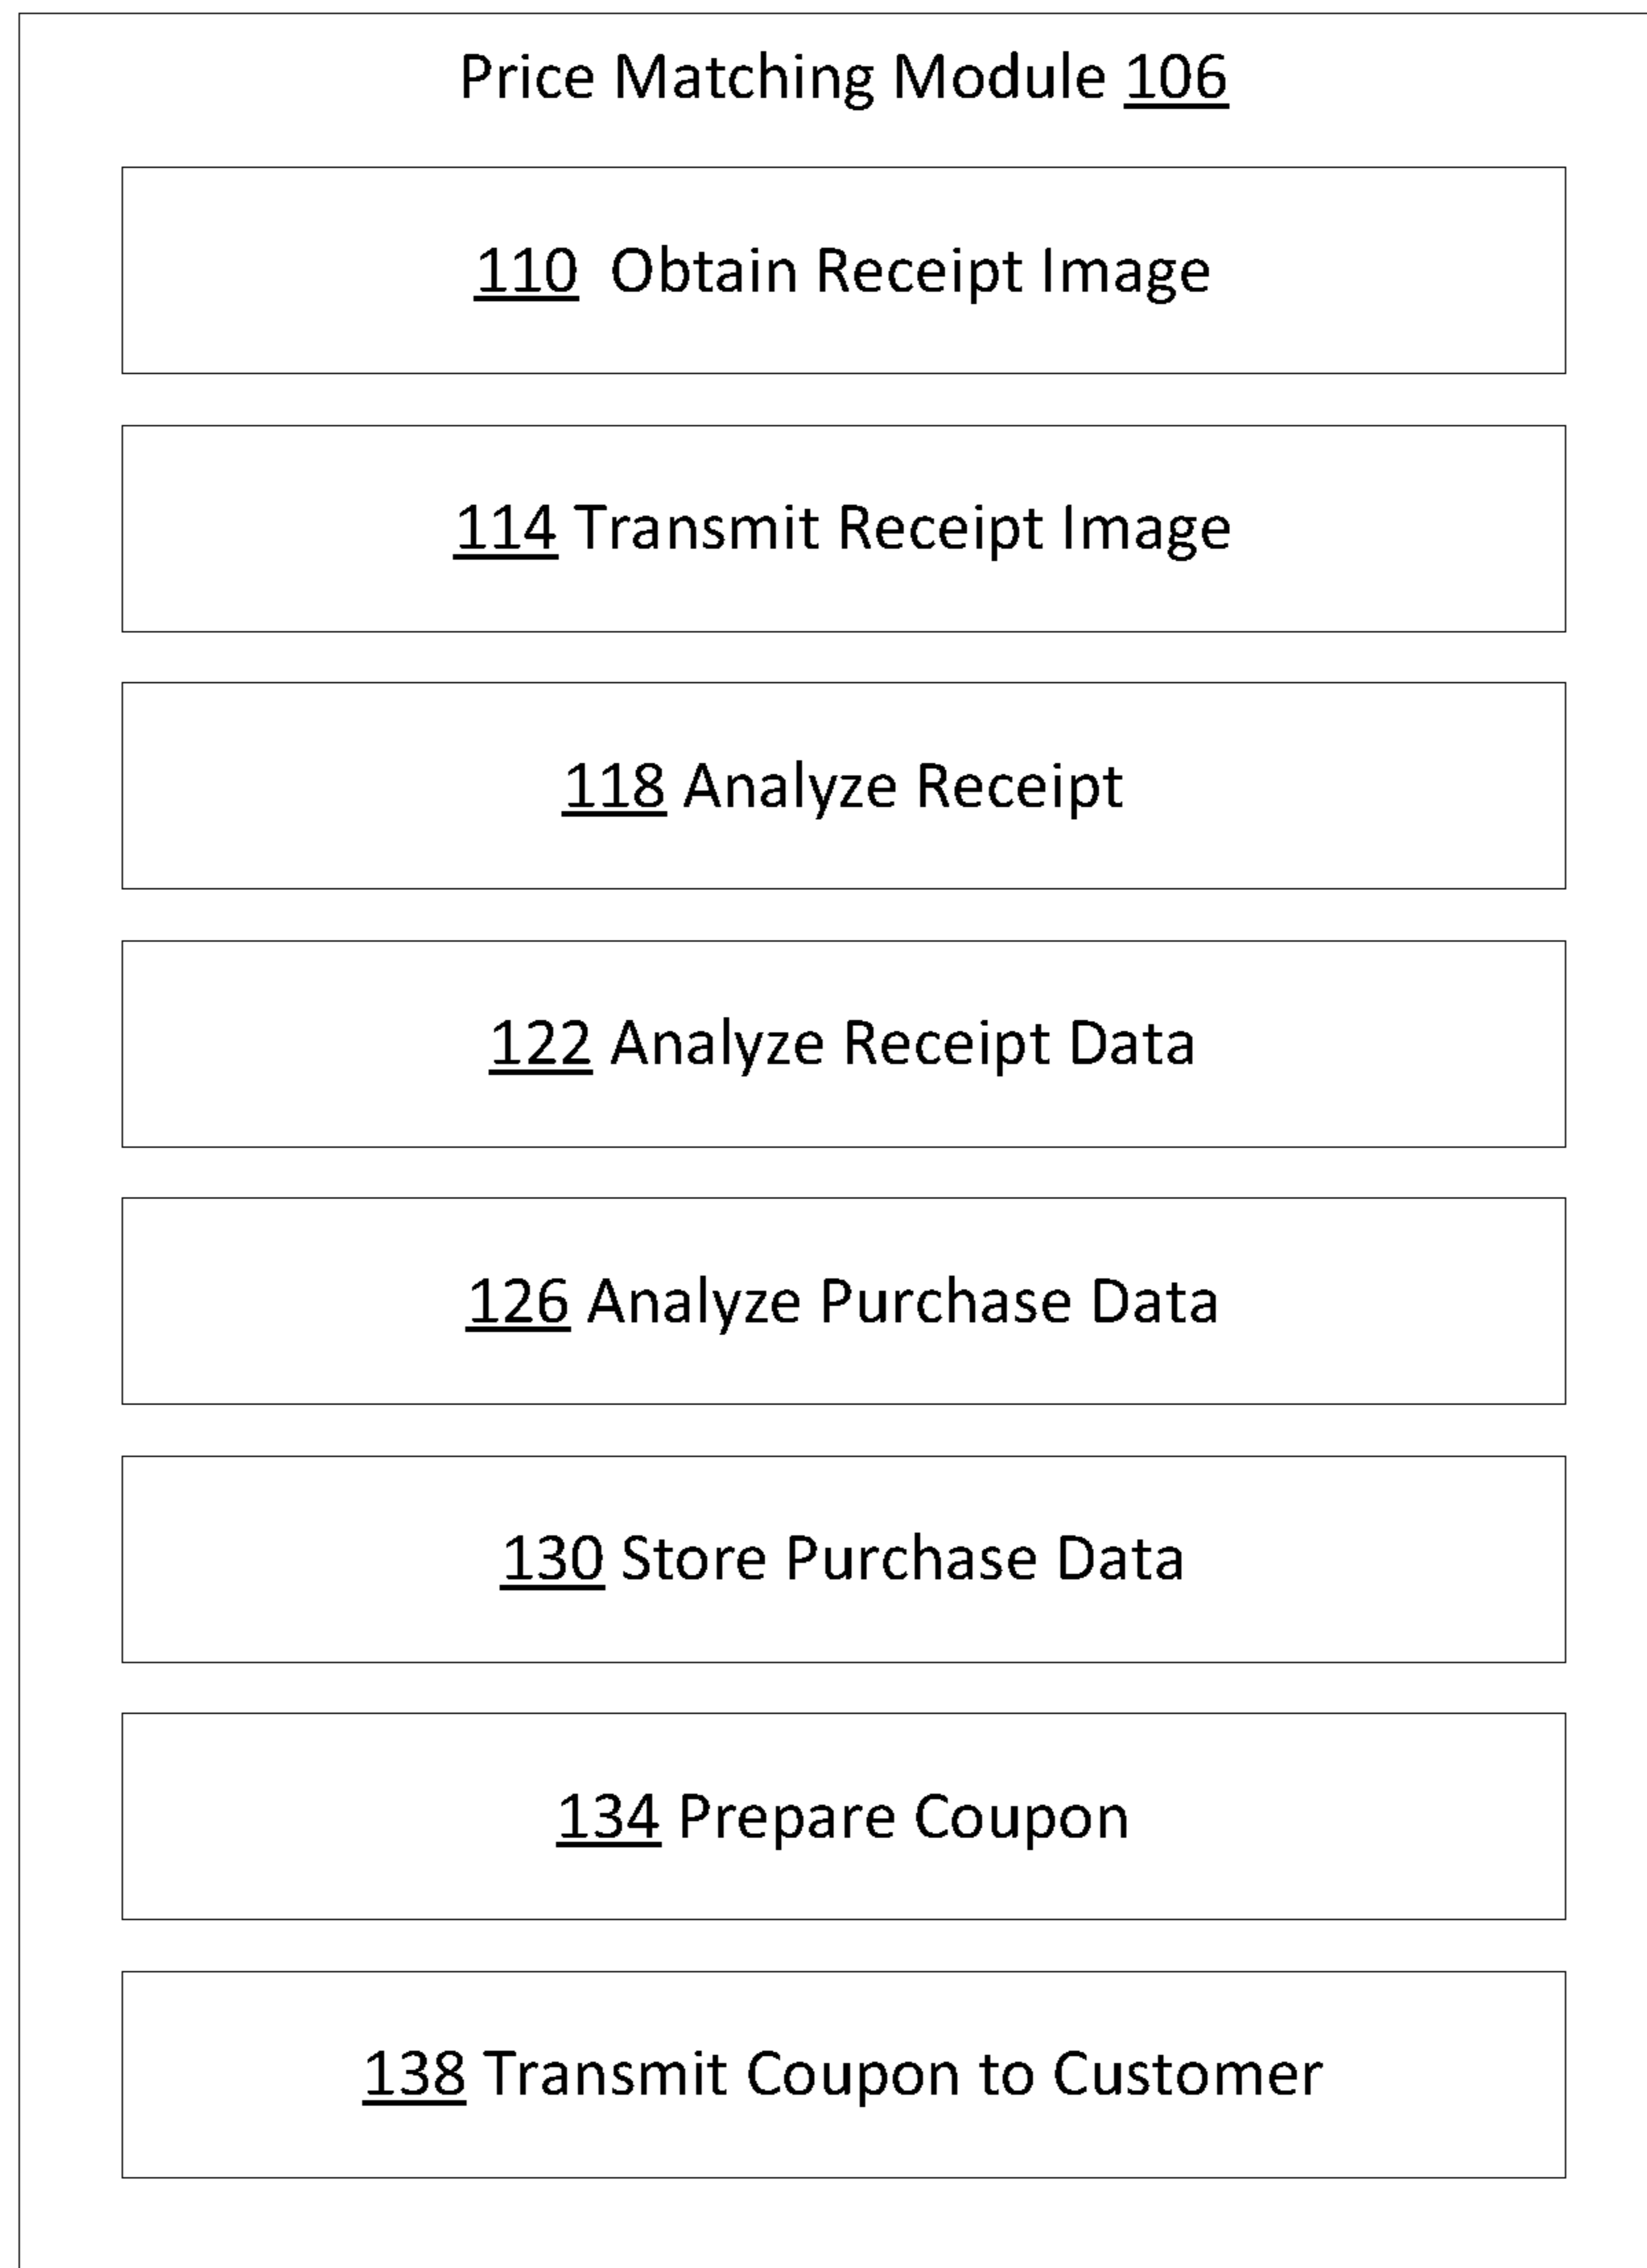 Price Matching Module 106
110 Obtain Receipt Image
114 Transmit Receipt Image
118 Analyze Receipt
122 Analyze Receipt Data
126 Analyze Purchase Data
130 Store Purchase Data
134 Prepare Coupon
138 Transmit Coupon to Customer